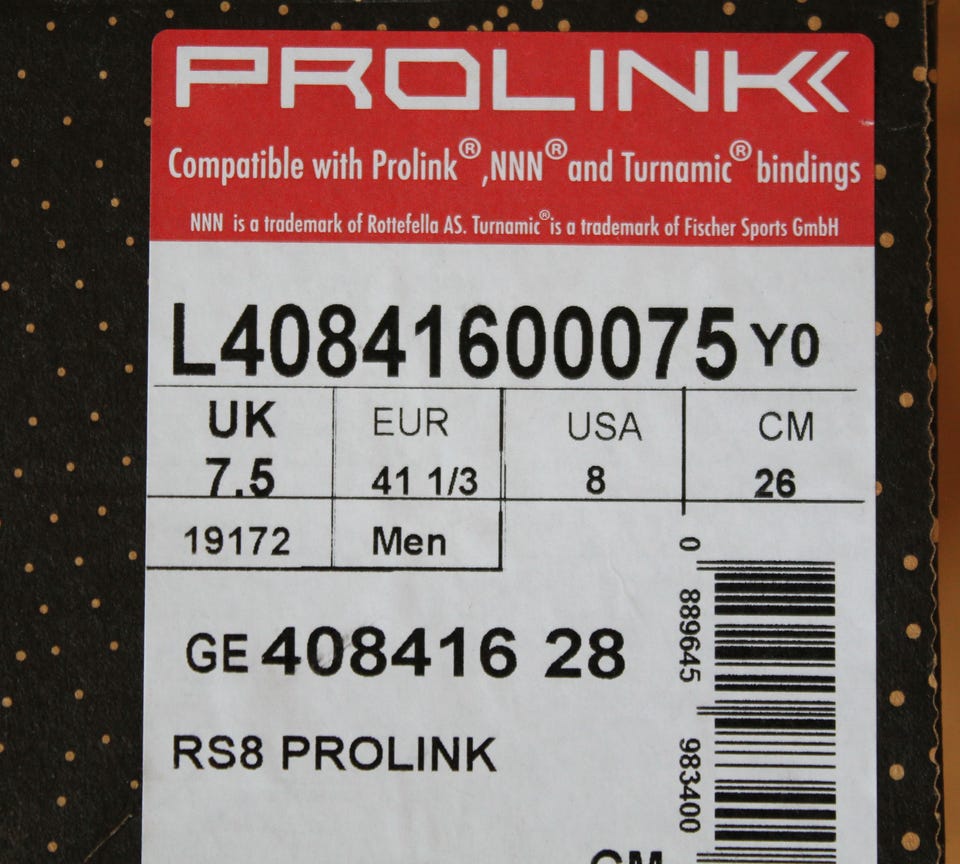 PROLINK
Compatible with Prolink®, NNN® and Turnamic® bindings
NNN is a trademark of Rottefella AS. Turnamic® is a trademark of Fischer Sports GmbH
L40841600075 Y0
UK EUR USA CM
7.5 41 1/3 8 26
19172 Men
GE 408416 28
RS8 PROLINK
0 889645 983400